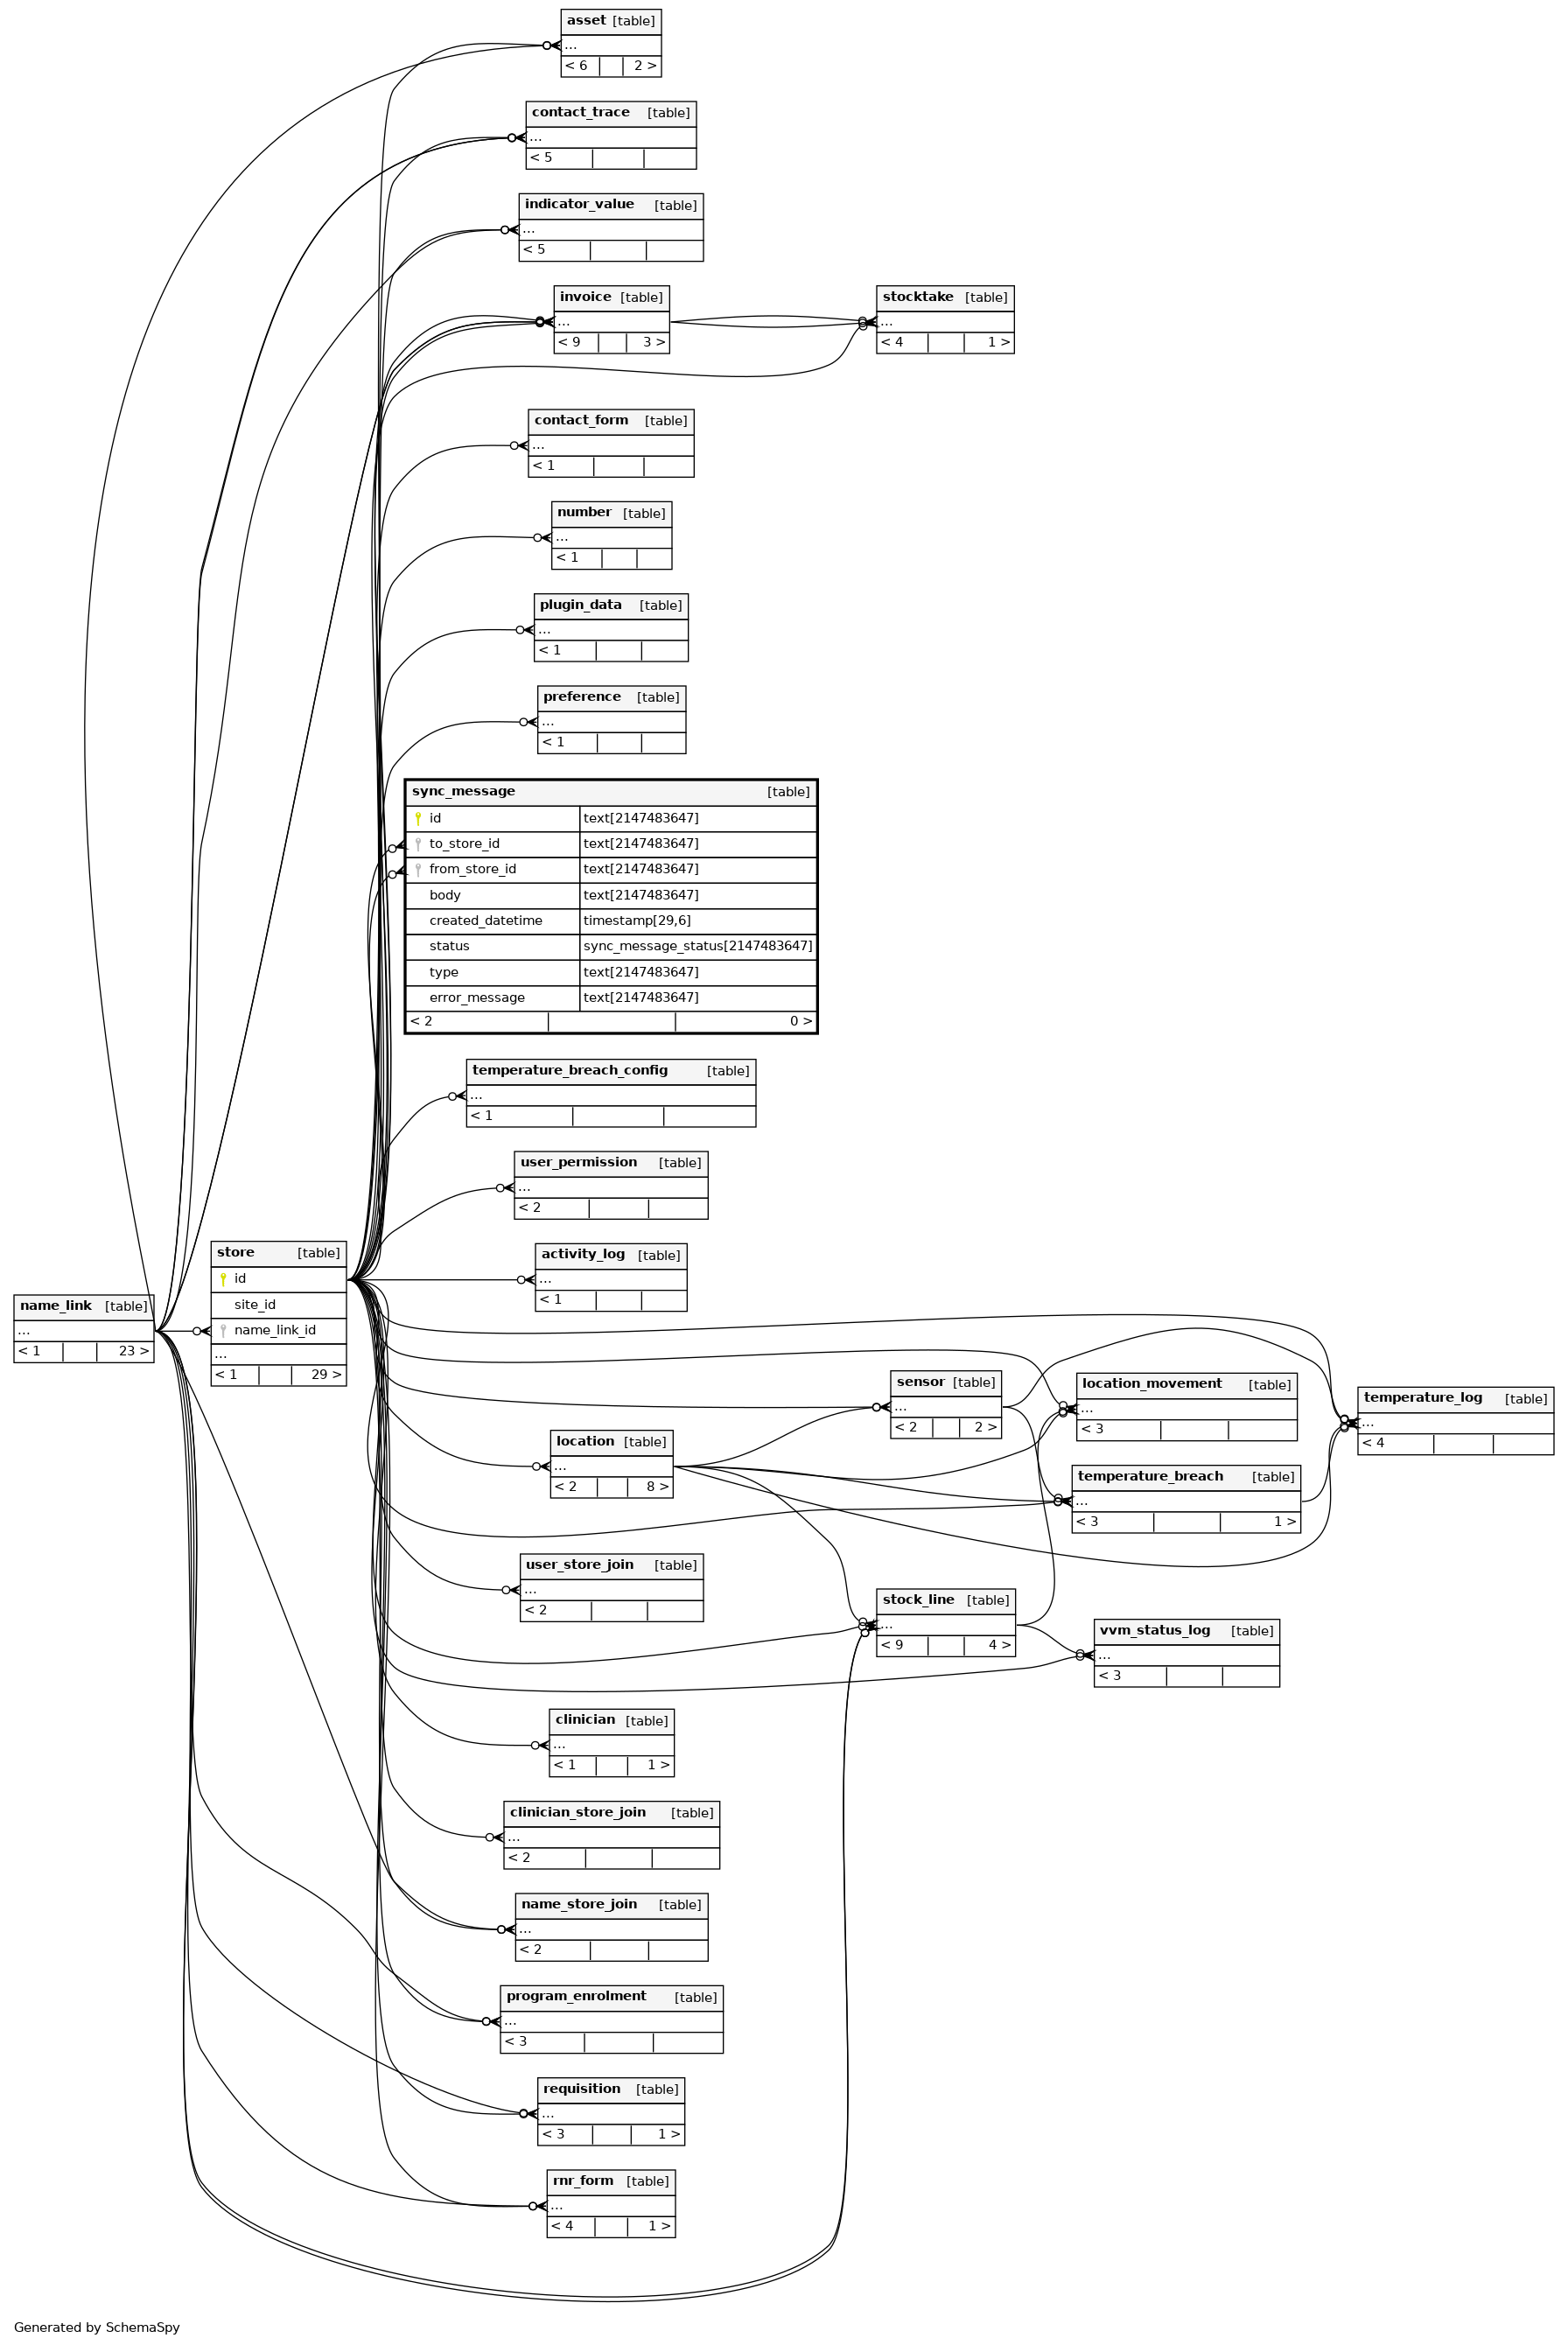 asset [table]
...
< 6 2 >
contact_trace [table]
...
< 5
indicator_value [table]
...
< 5
invoice [table]
...
< 9 3 >
stocktake [table]
...
< 4 1 >
contact_form [table]
...
< 1
number [table]
...
< 1
plugin_data [table]
...
< 1
preference [table]
...
< 1
sync_message [table]
id text[2147483647]
to_store_id text[2147483647]
from_store_id text[2147483647]
body text[2147483647]
created_datetime timestamp[29,6]
status sync_message_status[2147483647]
type text[2147483647]
error_message text[2147483647]
< 2 0 >
temperature_breach_config [table]
...
< 1
user_permission [table]
...
< 2
store [table]
id
site_id
name_link_id
...
< 1 29 >
activity_log [table]
...
< 1
name_link [table]
...
< 1 23 >
sensor [table]
...
< 2 2 >
location_movement [table]
...
< 3
temperature_log [table]
...
< 4
location [table]
...
< 2 8 >
temperature_breach [table]
...
< 3 1 >
user_store_join [table]
...
< 2
stock_line [table]
...
< 9 4 >
vvm_status_log [table]
...
< 3
clinician [table]
...
< 1 1 >
clinician_store_join [table]
...
< 2
name_store_join [table]
...
< 2
program_enrolment [table]
...
< 3
requisition [table]
...
< 3 1 >
rnr_form [table]
...
< 4 1 >
Generated by SchemaSpy